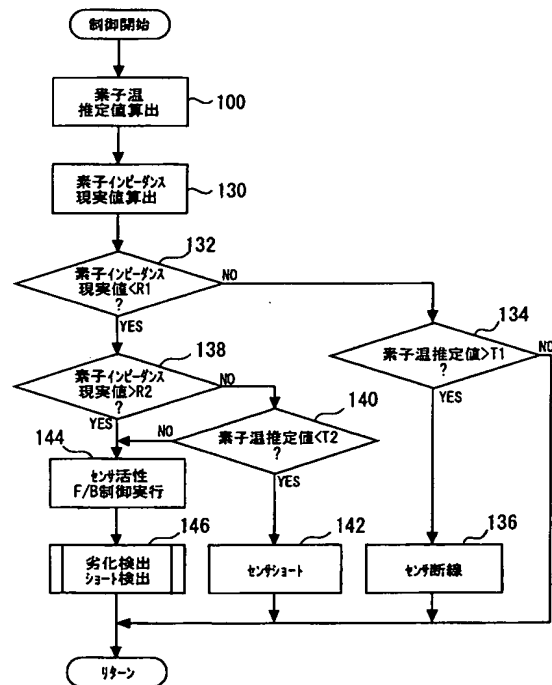 制御開始
素子温
推定値算出
100
素子インピーダンス
現実値算出
130
132
素子インピーダンス
現実値<R1
?
NO
YES
134
素子温推定値>T1
?
NO
YES
138
素子インピーダンス
現実値>R2
?
NO
YES
140
素子温推定値<T2
?
NO
YES
144
センサ活性
F/B制御実行
146
劣化検出
ショート検出
142
センサショート
136
センサ断線
リターン